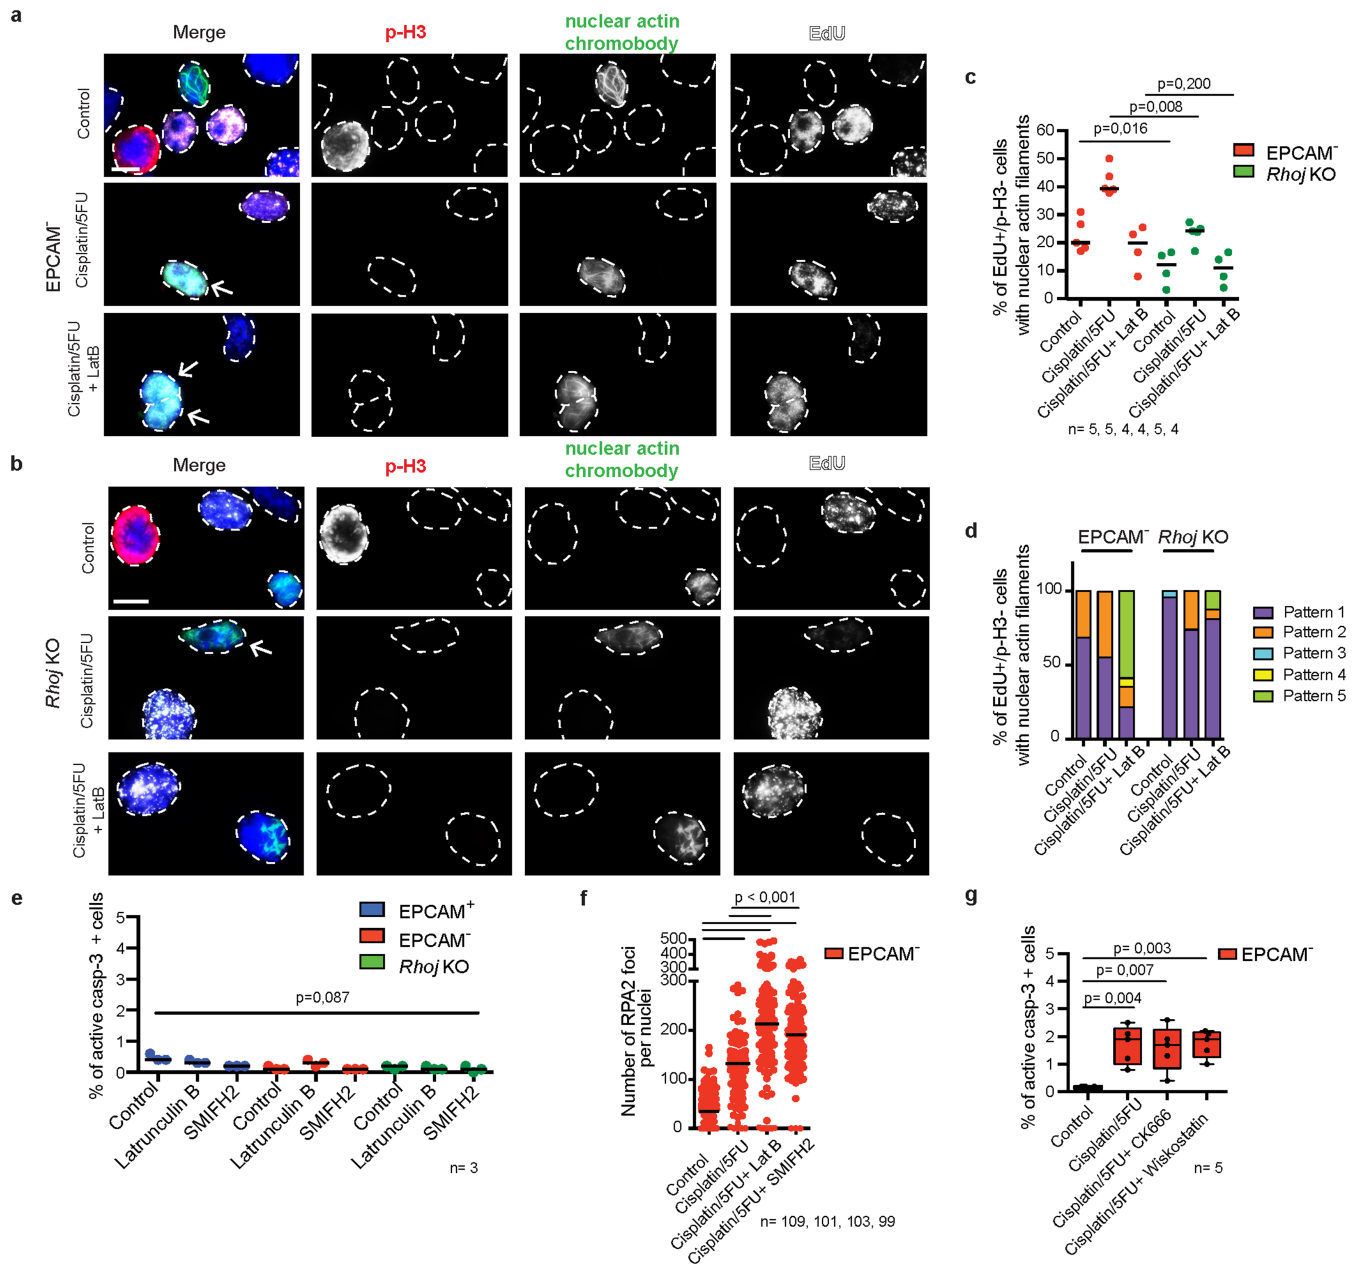 a
Merge
p-H3
nuclear actin
chromobody
EdU
EPCAM-
Control
Cisplatin/5FU
Cisplatin/5FU
+ LatB
b
Merge
p-H3
nuclear actin
chromobody
EdU
Rhoj KO
Control
Cisplatin/5FU
Cisplatin/5FU
+ LatB
c
p=0,200
p=0,008
p=0,016
% of EdU+/p-H3- cells
with nuclear actin filaments
60
50
40
30
20
10
0
EPCAM-
Rhoj KO
Control
Cisplatin/5FU
Cisplatin/5FU+ Lat B
Control
Cisplatin/5FU
Cisplatin/5FU+ Lat B
n= 5, 5, 4, 4, 5, 4
d
EPCAM-
Rhoj KO
% of EdU+/p-H3- cells
with nuclear actin filaments
100
50
0
Pattern 1
Pattern 2
Pattern 3
Pattern 4
Pattern 5
Control
Cisplatin/5FU
Cisplatin/5FU+ Lat B
Control
Cisplatin/5FU
Cisplatin/5FU+ Lat B
e
% of active casp-3 + cells
5
4
3
2
1
0
EPCAM+
EPCAM-
Rhoj KO
p=0,087
Control
Latrunculin B
SMIFH2
Control
Latrunculin B
SMIFH2
Control
Latrunculin B
SMIFH2
n= 3
f
p < 0,001
Number of RPA2 foci
per nuclei
500
400
300
300
200
100
0
EPCAM-
Control
Cisplatin/5FU
Cisplatin/5FU+ Lat B
Cisplatin/5FU+ SMIFH2
n= 109, 101, 103, 99
g
% of active casp-3 + cells
5
4
3
2
1
0
p= 0,003
p= 0,007
p= 0,004
EPCAM-
Control
Cisplatin/5FU
Cisplatin/5FU+ CK666
Cisplatin/5FU+ Wiskostatin
n= 5